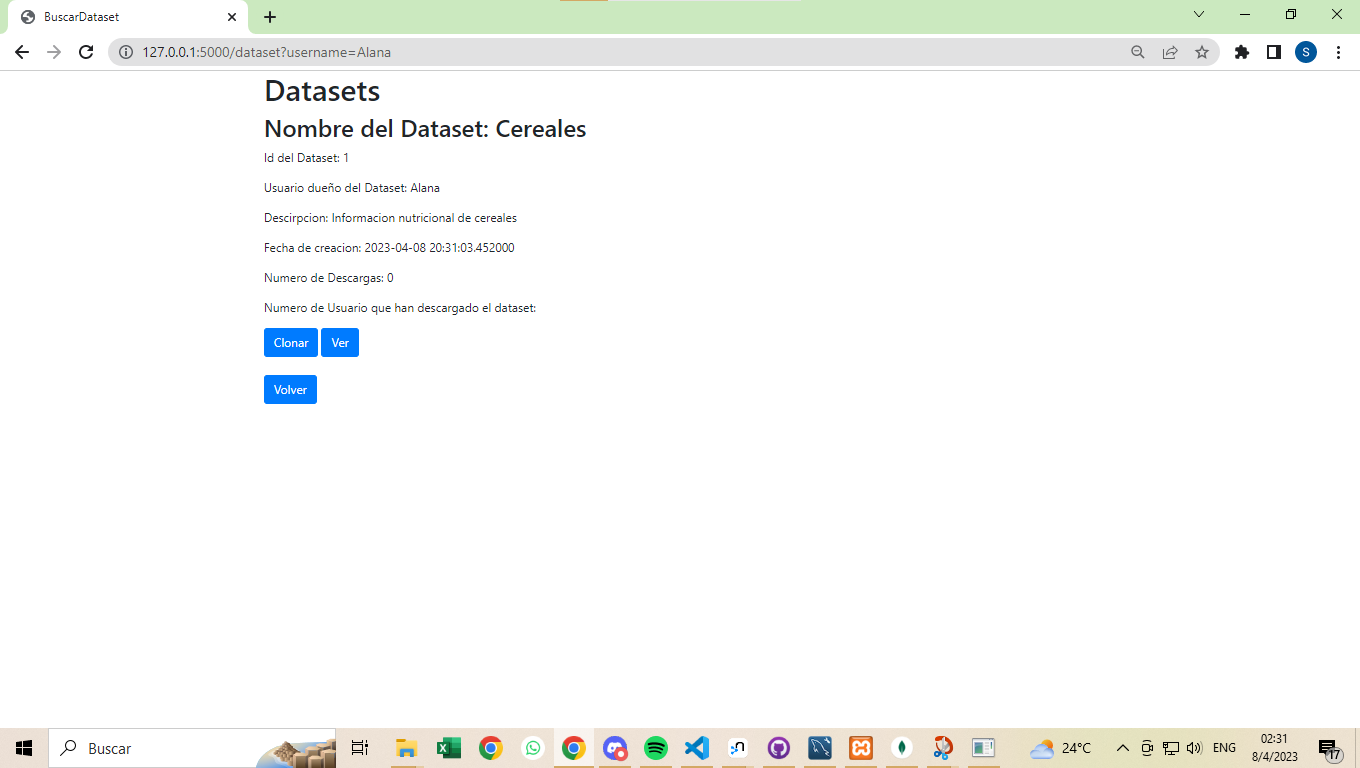 BuscarDataset
127.0.0.1:5000/dataset?username=Alana
S
Datasets
Nombre del Dataset: Cereales
Id del Dataset: 1
Usuario dueño del Dataset: Alana
Descirpcion: Informacion nutricional de cereales
Fecha de creacion: 2023-04-08 20:31:03.452000
Numero de Descargas: 0
Numero de Usuario que han descargado el dataset:
Clonar Ver
Volver
Buscar
24°C
ENG
02:31
8/4/2023
17